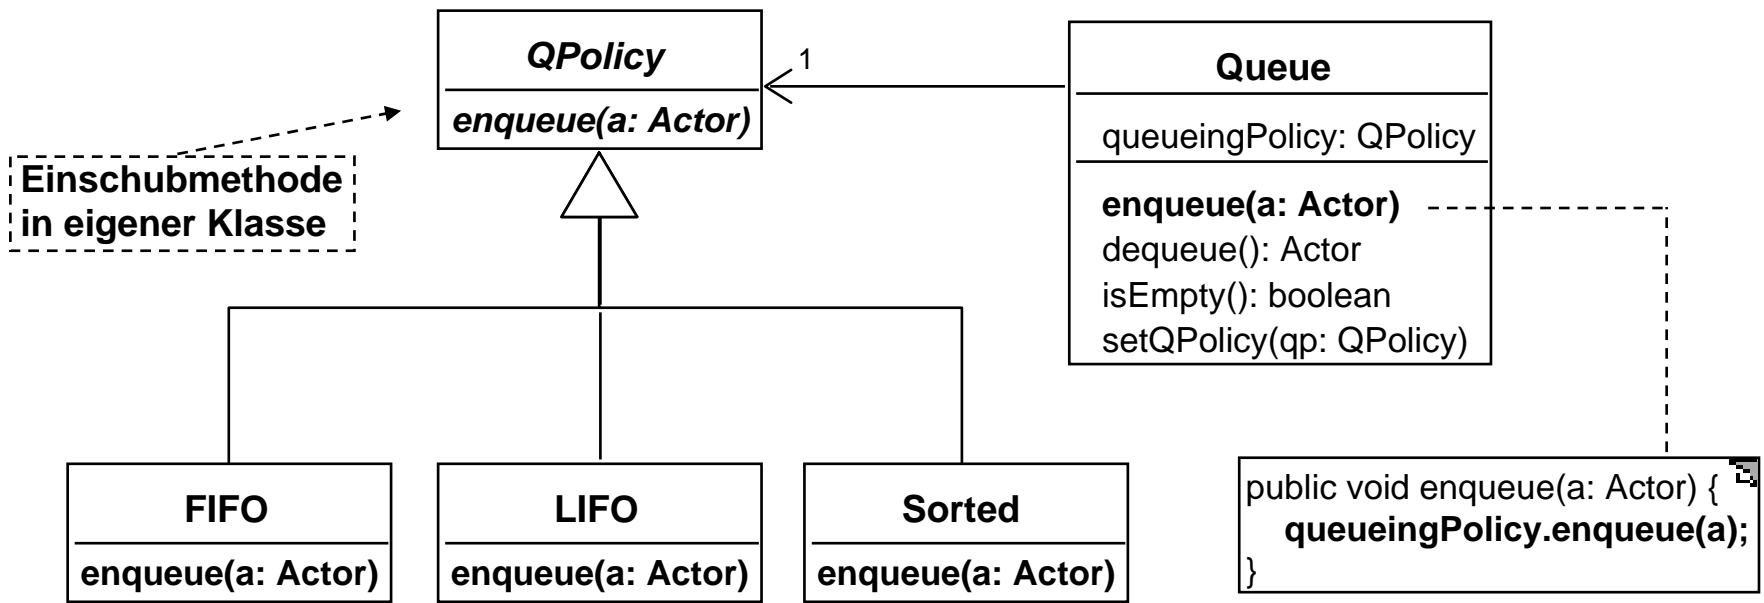 QPolicy
enqueue(a: Actor)
1
Queue
queueingPolicy: QPolicy
enqueue(a: Actor)
dequeue(): Actor
isEmpty(): boolean
setQPolicy(qp: QPolicy)
Einschubmethode
in eigener Klasse
FIFO
enqueue(a: Actor)
LIFO
enqueue(a: Actor)
Sorted
enqueue(a: Actor)
public void enqueue(a: Actor) {
queueingPolicy.enqueue(a);
}